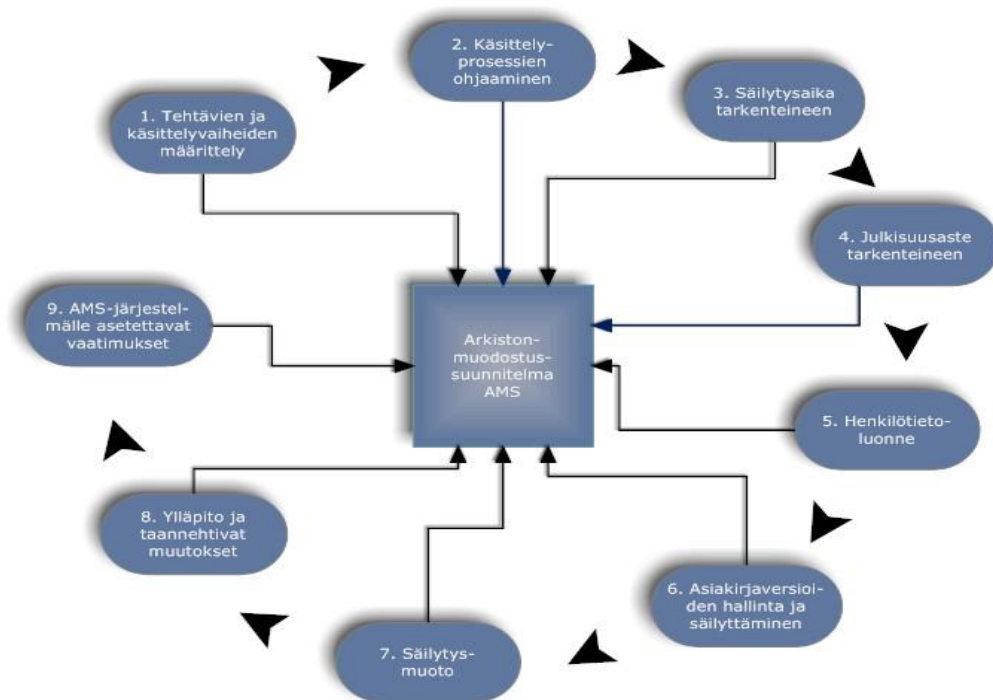 1. Tehtävien ja
käsittelyvaiheiden
määrittely
2. Käsittely-
prosessien
ohjaaminen
3. Säilytysaika
tarkenteineen
4. Julkisuusaste
tarkenteineen
5. Henkilötieto-
luonne
6. Asiakirjaversioi-
den hallinta ja
säilyttäminen
7. Säilytys-
muoto
8. Ylläpito ja
taannehtivat
muutokset
9. AMS-järjestel-
mälle asetettavat
vaatimukset
Arkiston-
muodostus-
suunnitelma
AMS